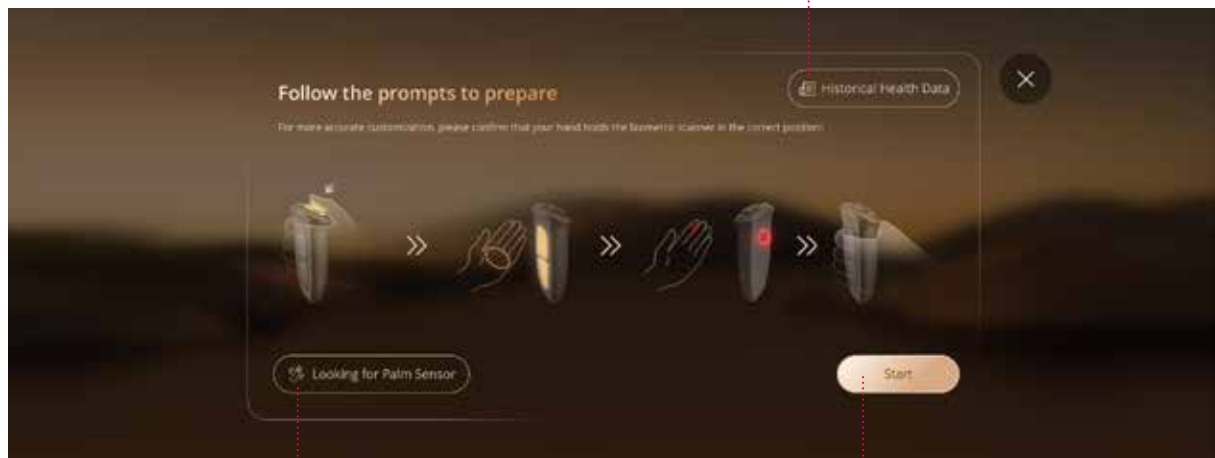 Follow the prompts to prepare
Historical Health Data
For more accurate customization, please confirm that your hand holds the biometric scanner in the correct position!
Looking for Palm Sensor
Start